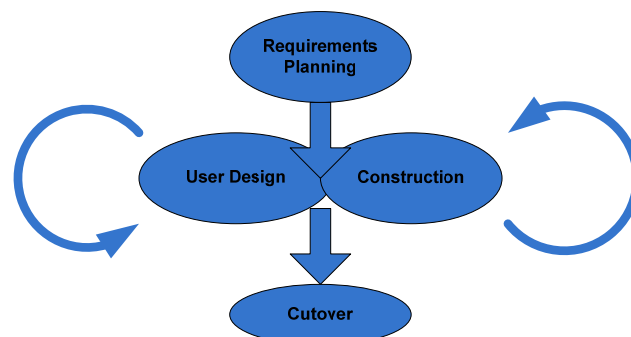 Requirements
Planning
User Design
Construction
Cutover